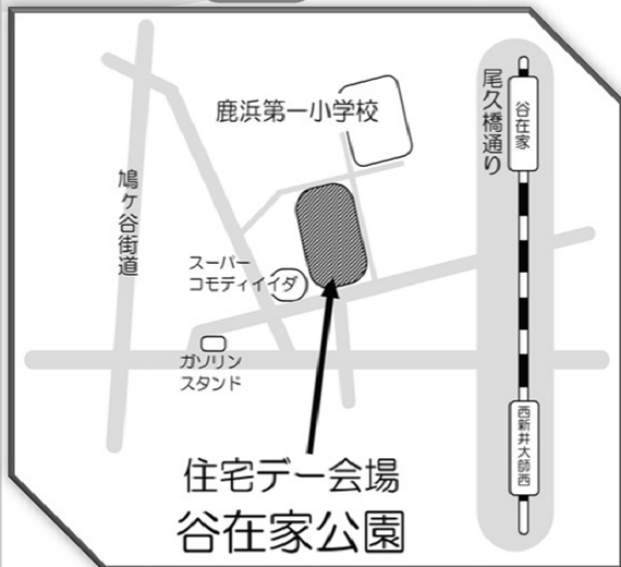 鹿浜第一小学校
尾久橋通り
谷在家
鳩ヶ谷街道
スーパー
コモディイイダ
ガソリン
スタンド
西新井大師西
住宅デー会場
谷在家公園